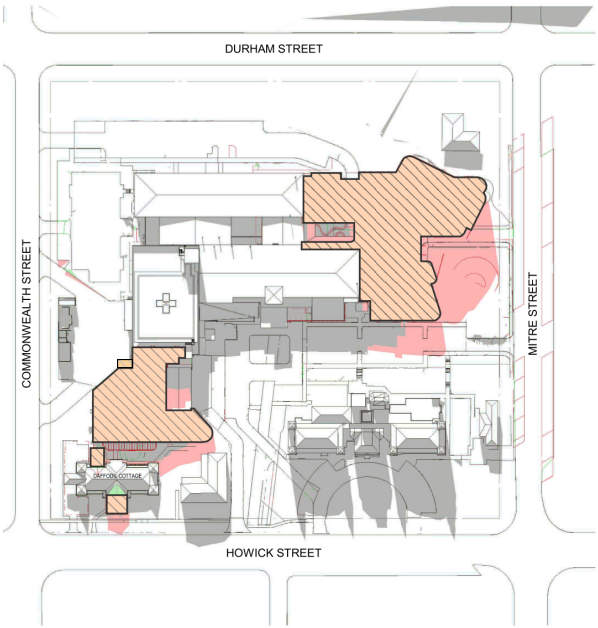 DURHAM STREET
COMMONWEALTH STREET
MITRE STREET
DAFFODIL COTTAGE
HOWICK STREET